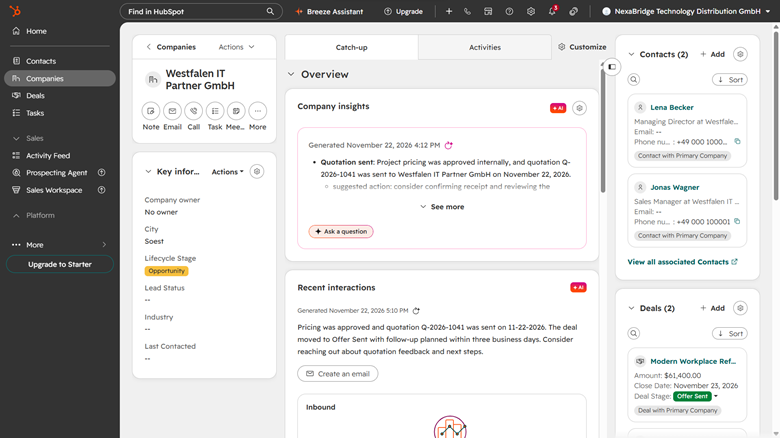 Find in HubSpot
Breeze Assistant
Upgrade
3
NexaBridge Technology Distribution GmbH
Home
Contacts
Companies
Deals
Tasks
Sales
Activity Feed
Prospecting Agent
Sales Workspace
Platform
More
Upgrade to Starter
Companies
Actions
Westfalen IT
Partner GmbH
Note Email Call Task Mee... More
Key infor... Actions
Company owner
No owner
City
Soest
Lifecycle Stage
Opportunity
Lead Status
--
Industry
--
Last Contacted
--
Catch-up
Activities
Customize
Overview
Company insights
AI
Generated November 22, 2026 4:12 PM
• Quotation sent: Project pricing was approved internally, and quotation Q-
2026-1041 was sent to Westfalen IT Partner GmbH on November 22, 2026.
suggested action: consider confirming receipt and reviewing the
See more
Ask a question
Recent interactions
AI
Generated November 22, 2026 5:10 PM
Pricing was approved and quotation Q-2026-1041 was sent on 11-22-2026. The deal
moved to Offer Sent with follow-up planned within three business days. Consider
reaching out about quotation feedback and next steps.
Create an email
Inbound
Contacts (2)
+ Add
Sort
Lena Becker
Managing Director at Westfale...
Email: --
Phone nu... : +49 000 1000...
Contact with Primary Company
Jonas Wagner
Sales Manager at Westfalen IT ...
Email: --
Phone nu... : +49 000 100001
Contact with Primary Company
View all associated Contacts
Deals (2)
+ Add
Sort
Modern Workplace Ref...
Amount: $61,400.00
Close Date: November 23, 2026
Deal Stage: Offer Sent
Deal with Primary Company